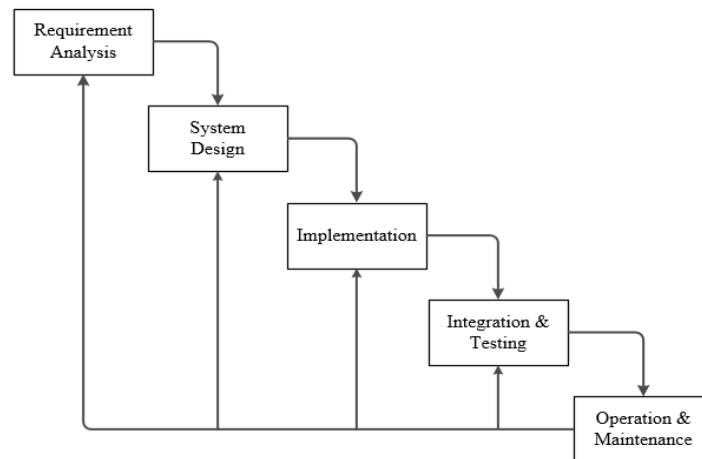 Requirement
Analysis
System
Design
Implementation
Integration &
Testing
Operation &
Maintenance